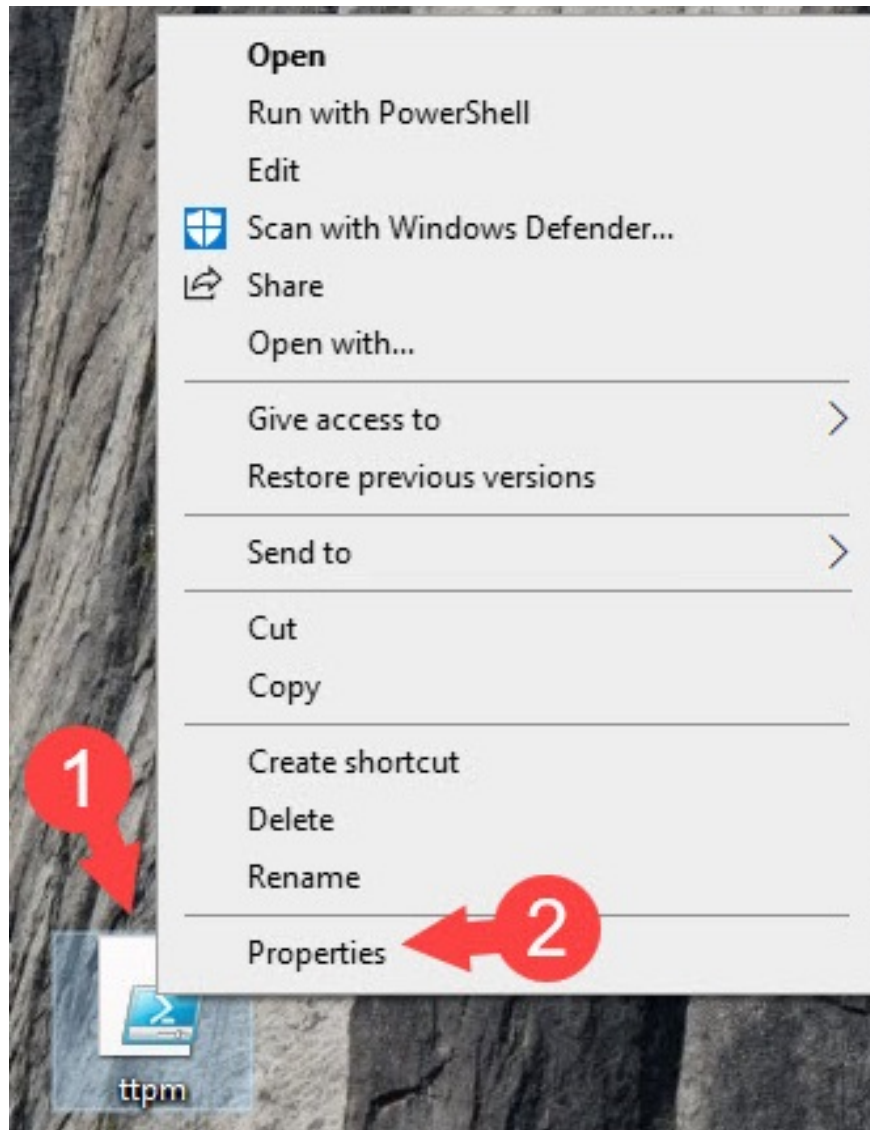 Open
Run with PowerShell
Edit
Scan with Windows Defender...
Share
Open with...
Give access to
Restore previous versions
Send to
Cut
Copy
1
Create shortcut
Delete
Rename
2
Properties
ttpm